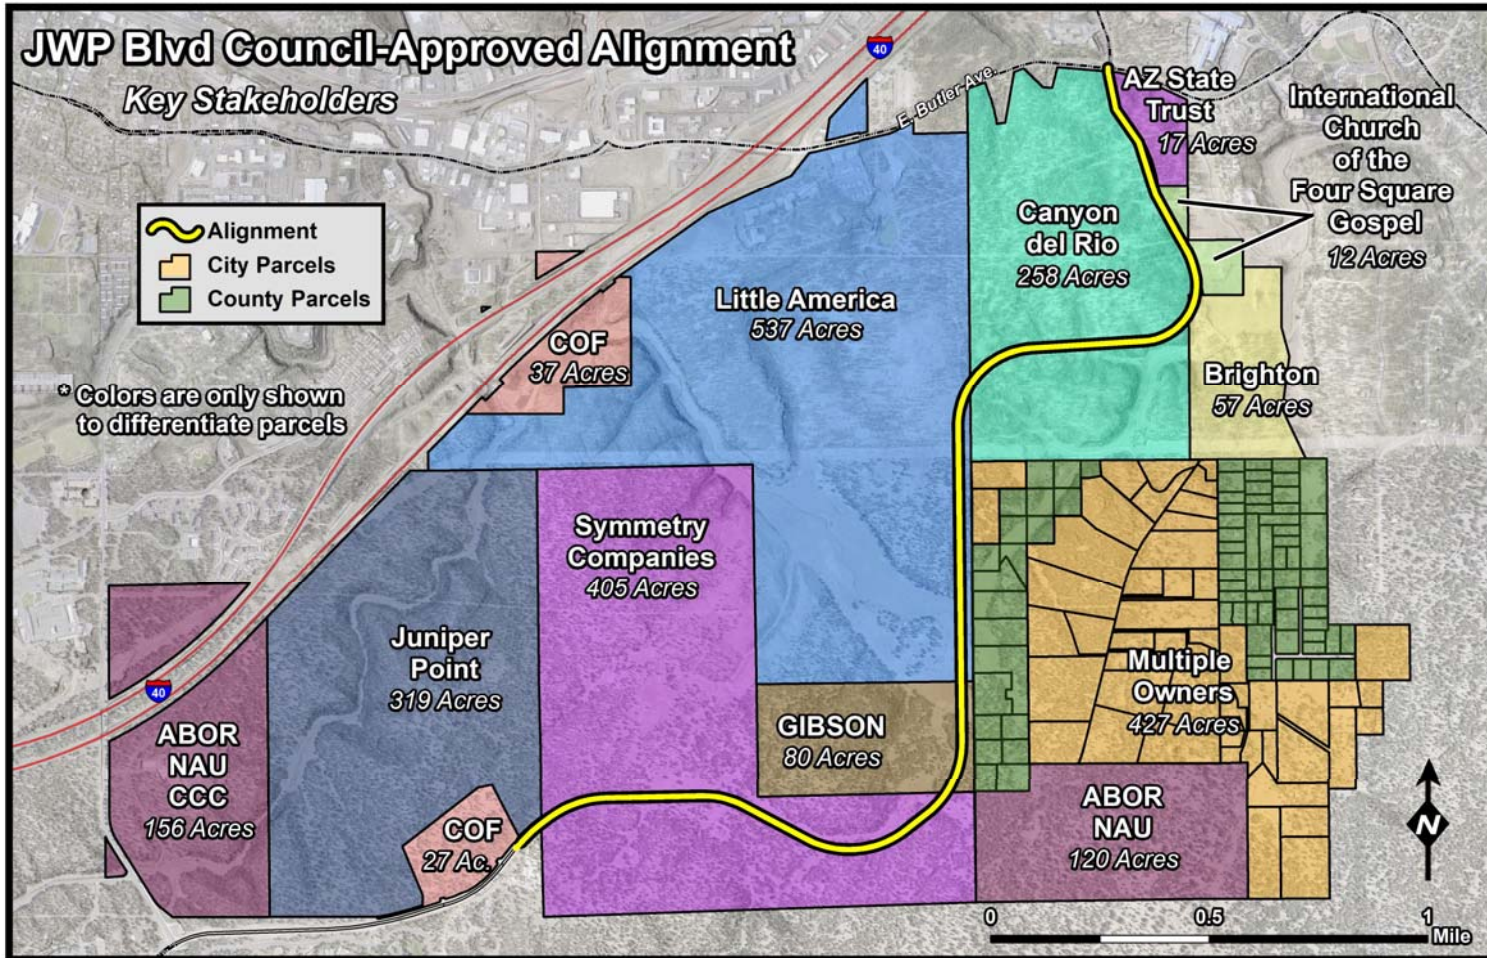 JWP Blvd Council-Approved Alignment
Key Stakeholders
40
E. Butler Ave.
AZ State
Trust
17 Acres
International
Church
of the
Four Square
Gospel
12 Acres
Alignment
City Parcels
County Parcels
Canyon
del Rio
258 Acres
Little America
537 Acres
COF
37 Acres
* Colors are only shown
to differentiate parcels
Brighton
57 Acres
Symmetry
Companies
405 Acres
Juniper
Point
319 Acres
Multiple
Owners
427 Acres
40
GIBSON
80 Acres
ABOR
NAU
CCC
156 Acres
COF
27 Ac.
ABOR
NAU
120 Acres
N
0 0.5 1
Mile